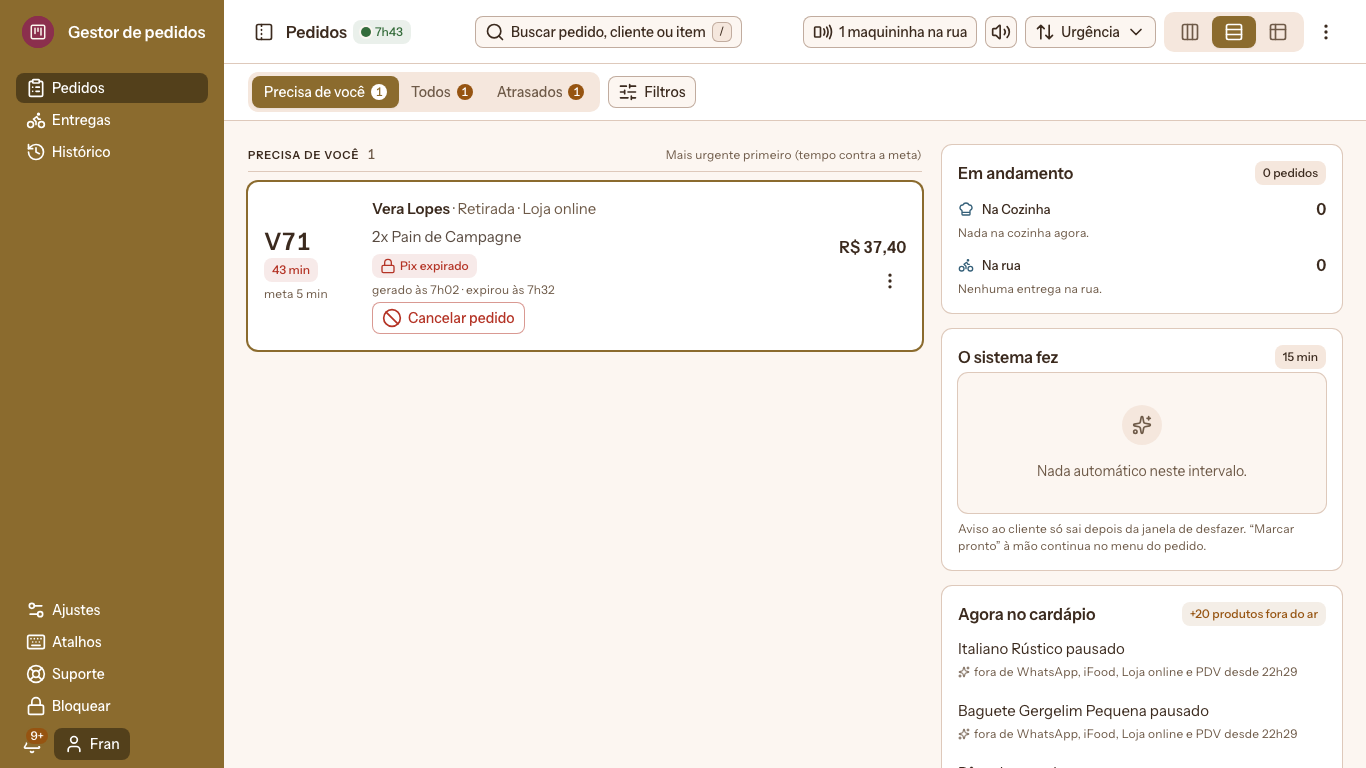 Gestor de pedidos
Pedidos
Entregas
Histórico
Ajustes
Atalhos
Suporte
Bloquear
9+
Fran
Pedidos
7h43
Buscar pedido, cliente ou item /
1 maquininha na rua
Urgência
Precisa de você 1
Todos 1
Atrasados 1
Filtros
PRECISA DE VOCÊ 1
Mais urgente primeiro (tempo contra a meta)
V71
43 min
meta 5 min
Vera Lopes · Retirada · Loja online
2x Pain de Campagne
Pix expirado
gerado às 7h02 · expirou às 7h32
Cancelar pedido
R$ 37,40
Em andamento
0 pedidos
Na Cozinha 0
Nada na cozinha agora.
Na rua 0
Nenhuma entrega na rua.
O sistema fez
15 min
Nada automático neste intervalo.
Aviso ao cliente só sai depois da janela de desfazer. “Marcar
pronto” à mão continua no menu do pedido.
Agora no cardápio
+20 produtos fora do ar
Italiano Rústico pausado
fora de WhatsApp, iFood, Loja online e PDV desde 22h29
Baguete Gergelim Pequena pausado
fora de WhatsApp, iFood, Loja online e PDV desde 22h29